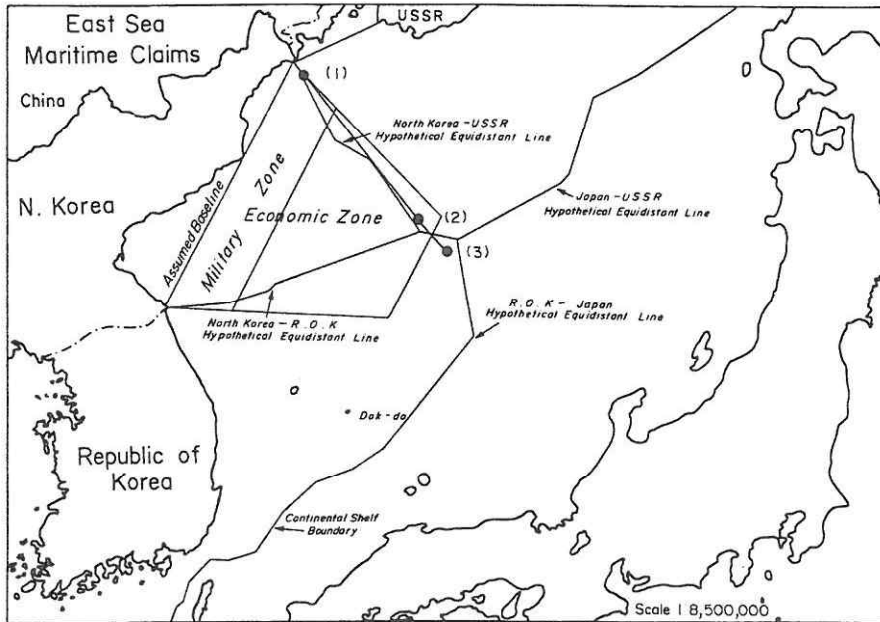 East Sea
Maritime Claims
USSR
China
(1)
North Korea – USSR
Hypothetical Equidistant Line
N. Korea
Assumed Baseline
Military Zone
Economic Zone
(2)
Japan – USSR
Hypothetical Equidistant Line
(3)
North Korea – R.O.K
Hypothetical Equidistant Line
R.O.K – Japan
Hypothetical Equidistant Line
Dok-do
Republic of
Korea
Continental Shelf
Boundary
Scale 1 8,500,000